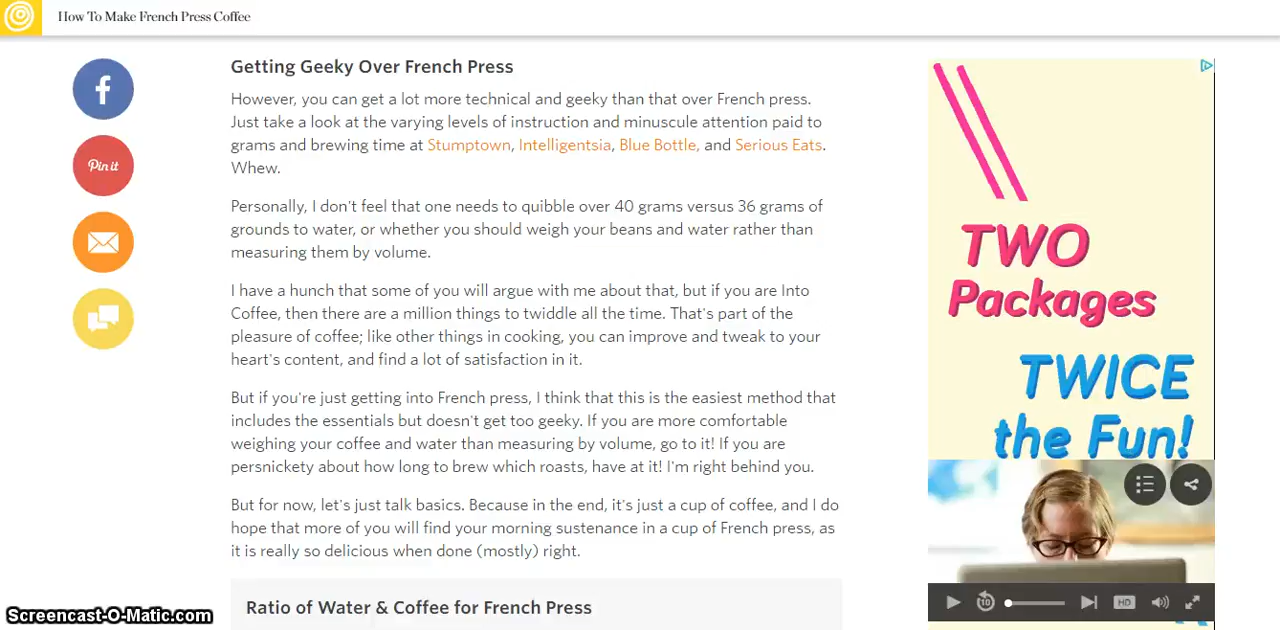 How To Make French Press Coffee
Getting Geeky Over French Press
However, you can get a lot more technical and geeky than that over French press.
Just take a look at the varying levels of instruction and minuscule attention paid to
grams and brewing time at Stumptown, Intelligentsia, Blue Bottle, and Serious Eats.
Whew.
Personally, I don't feel that one needs to quibble over 40 grams versus 36 grams of
grounds to water, or whether you should weigh your beans and water rather than
measuring them by volume.
I have a hunch that some of you will argue with me about that, but if you are Into
Coffee, then there are a million things to twiddle all the time. That's part of the
pleasure of coffee; like other things in cooking, you can improve and tweak to your
heart's content, and find a lot of satisfaction in it.
But if you're just getting into French press, I think that this is the easiest method that
includes the essentials but doesn't get too geeky. If you are more comfortable
weighing your coffee and water than measuring by volume, go to it! If you are
persnickety about how long to brew which roasts, have at it! I'm right behind you.
But for now, let's just talk basics. Because in the end, it's just a cup of coffee, and I do
hope that more of you will find your morning sustenance in a cup of French press, as
it is really so delicious when done (mostly) right.
Ratio of Water & Coffee for French Press
f
Pin it
TWO
Packages
TWICE
the Fun!
10
HD
Screencast-O-Matic.com